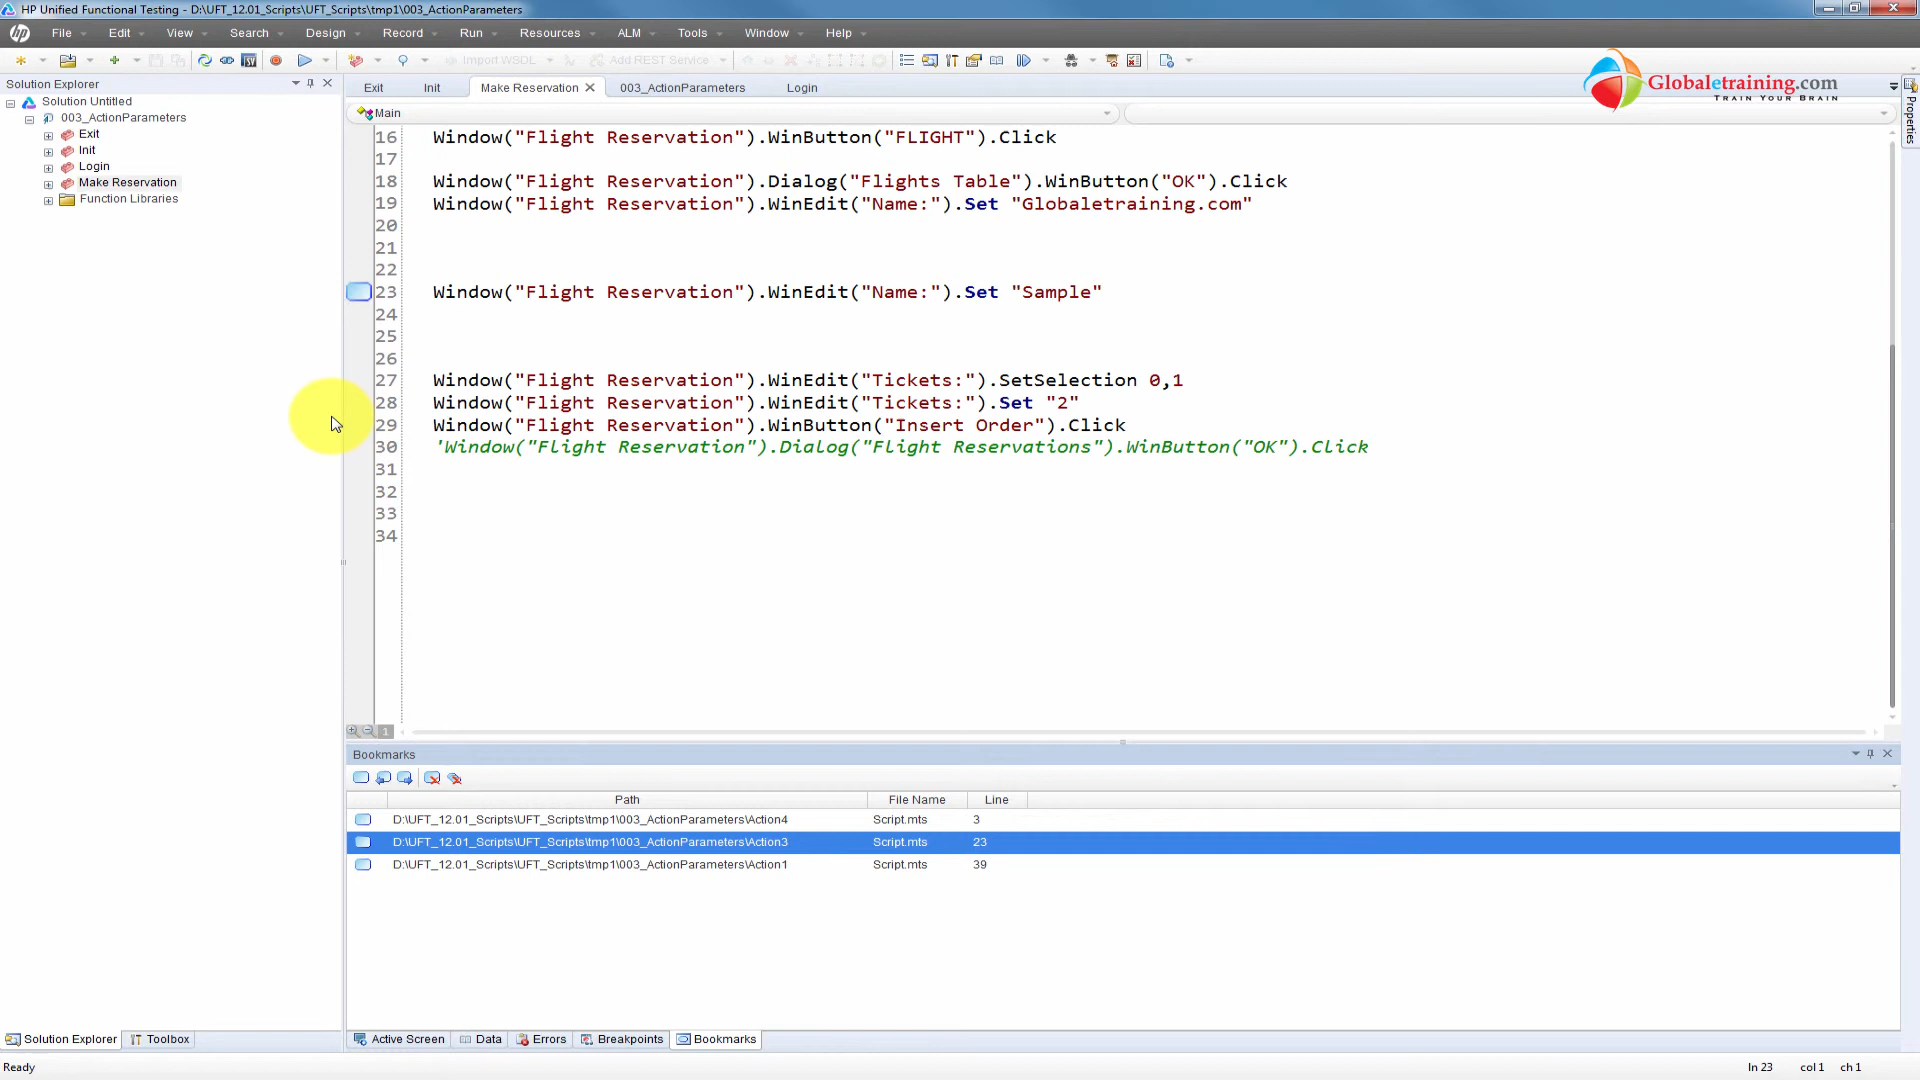 HP Unified Functional Testing - D:\UFT_12.01_Scripts\UFT_Scripts\tmp1\003_ActionParameters
File Edit View Search Design Record Run Resources ALM Tools Window Help
Import WSDL Add REST Service
Globaletraining.com
TRAIN YOUR BRAIN
Solution Explorer
Exit Init Make Reservation 003_ActionParameters Login
Properties
Solution Untitled
003_ActionParameters
Exit
Init
Login
Make Reservation
Function Libraries
Main
16 Window("Flight Reservation").WinButton("FLIGHT").Click
17
18 Window("Flight Reservation").Dialog("Flights Table").WinButton("OK").Click
19 Window("Flight Reservation").WinEdit("Name:").Set "Globaletraining.com"
20
21
22
23 Window("Flight Reservation").WinEdit("Name:").Set "Sample"
24
25
26
27 Window("Flight Reservation").WinEdit("Tickets:").SetSelection 0,1
28 Window("Flight Reservation").WinEdit("Tickets:").Set "2"
29 Window("Flight Reservation").WinButton("Insert Order").Click
30 'Window("Flight Reservation").Dialog("Flight Reservations").WinButton("OK").Click
31
32
33
34
1
Bookmarks
Path File Name Line
D:\UFT_12.01_Scripts\UFT_Scripts\tmp1\003_ActionParameters\Action4 Script.mts 3
D:\UFT_12.01_Scripts\UFT_Scripts\tmp1\003_ActionParameters\Action3 Script.mts 23
D:\UFT_12.01_Scripts\UFT_Scripts\tmp1\003_ActionParameters\Action1 Script.mts 39
Solution Explorer Toolbox
Active Screen Data Errors Breakpoints Bookmarks
Ready
ln 23 col 1 ch 1